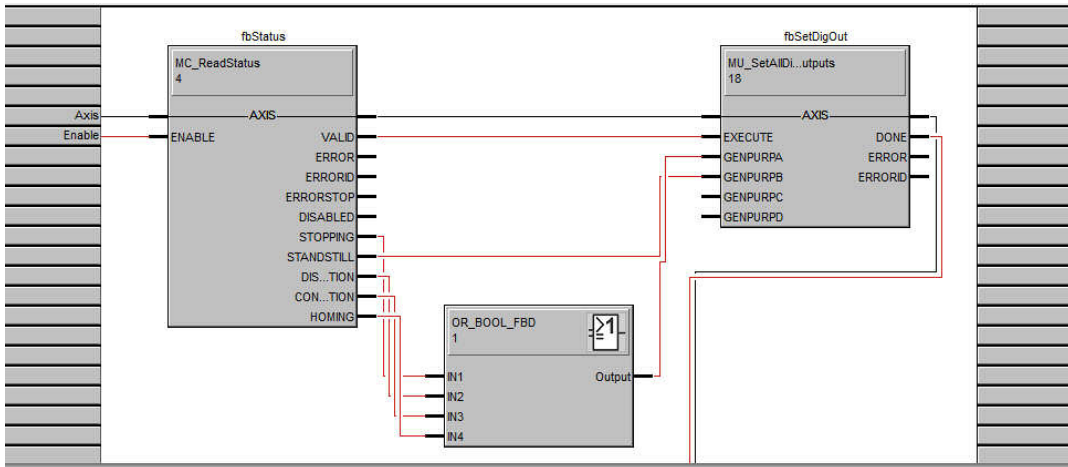 fbStatus
MC_ReadStatus
4
Axis
AXIS
Enable
ENABLE
VALID
ERROR
ERRORID
ERRORSTOP
DISABLED
STOPPING
STANDSTILL
DIS...TION
CON...TION
HOMING
fbSetDigOut
MU_SetAllDi...utputs
18
AXIS
EXECUTE
DONE
GENPURPA
ERROR
GENPURPB
ERRORID
GENPURPC
GENPURPD
OR_BOOL_FBD
1
≥1
IN1
Output
IN2
IN3
IN4